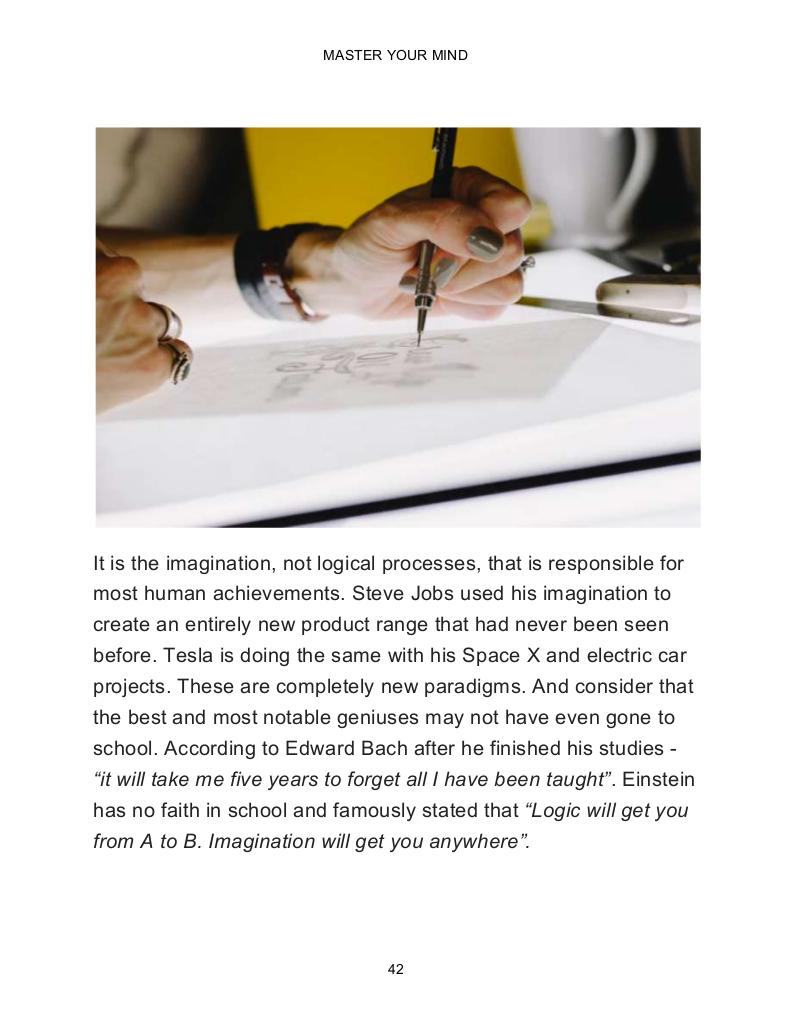 MASTER YOUR MIND
It is the imagination, not logical processes, that is responsible for
most human achievements. Steve Jobs used his imagination to
create an entirely new product range that had never been seen
before. Tesla is doing the same with his Space X and electric car
projects. These are completely new paradigms. And consider that
the best and most notable geniuses may not have even gone to
school. According to Edward Bach after he finished his studies -
“it will take me five years to forget all I have been taught”. Einstein
has no faith in school and famously stated that “Logic will get you
from A to B. Imagination will get you anywhere”.
42